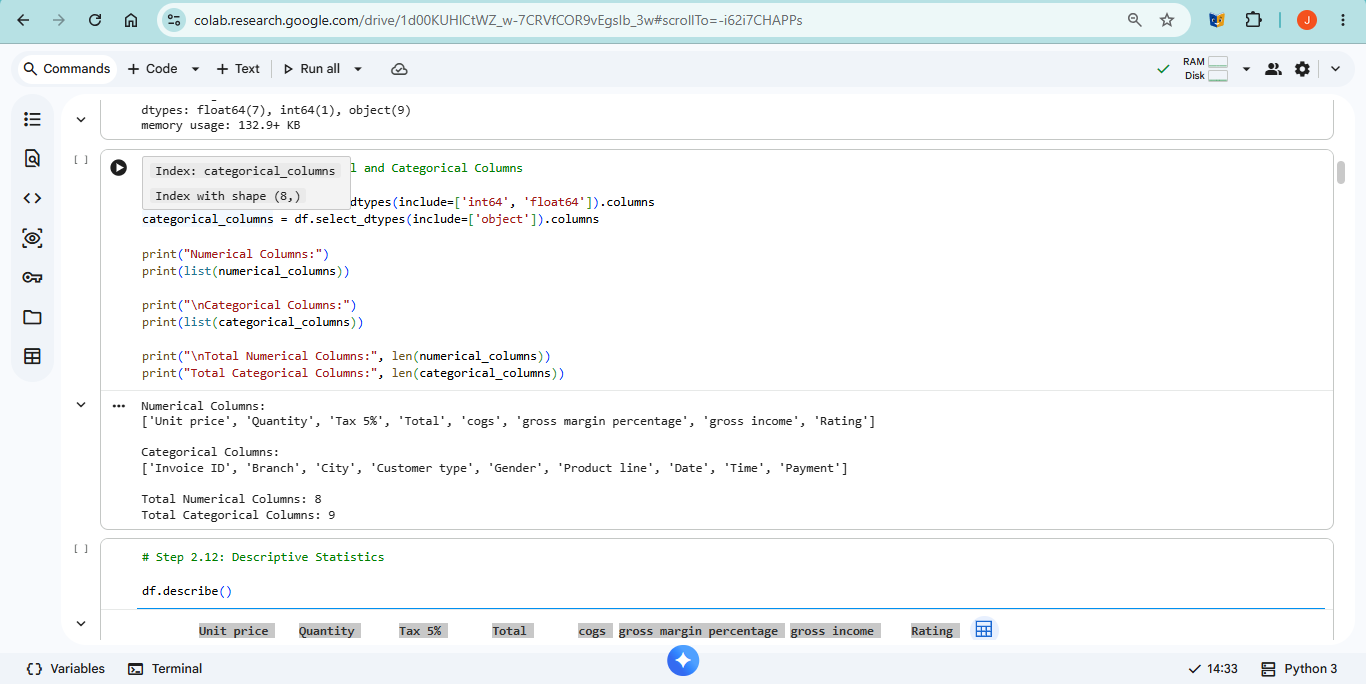 colab.research.google.com/drive/1d00KUHICtWZ_w-7CRVfCOR9vEgsIb_3w#scrollTo=-i62i7CHAPPs
J
Commands
+ Code
+ Text
Run all
RAM
Disk
dtypes: float64(7), int64(1), object(9)
memory usage: 132.9+ KB
[ ]
Index: categorical_columns
Index with shape (8,)
l and Categorical Columns
dtypes(include=['int64', 'float64']).columns
categorical_columns = df.select_dtypes(include=['object']).columns
print("Numerical Columns:")
print(list(numerical_columns))
print("\nCategorical Columns:")
print(list(categorical_columns))
print("\nTotal Numerical Columns:", len(numerical_columns))
print("Total Categorical Columns:", len(categorical_columns))
Numerical Columns:
['Unit price', 'Quantity', 'Tax 5%', 'Total', 'cogs', 'gross margin percentage', 'gross income', 'Rating']
Categorical Columns:
['Invoice ID', 'Branch', 'City', 'Customer type', 'Gender', 'Product line', 'Date', 'Time', 'Payment']
Total Numerical Columns: 8
Total Categorical Columns: 9
[ ]
# Step 2.12: Descriptive Statistics
df.describe()
Unit price Quantity Tax 5% Total cogs gross margin percentage gross income Rating
{} Variables
Terminal
14:33
Python 3